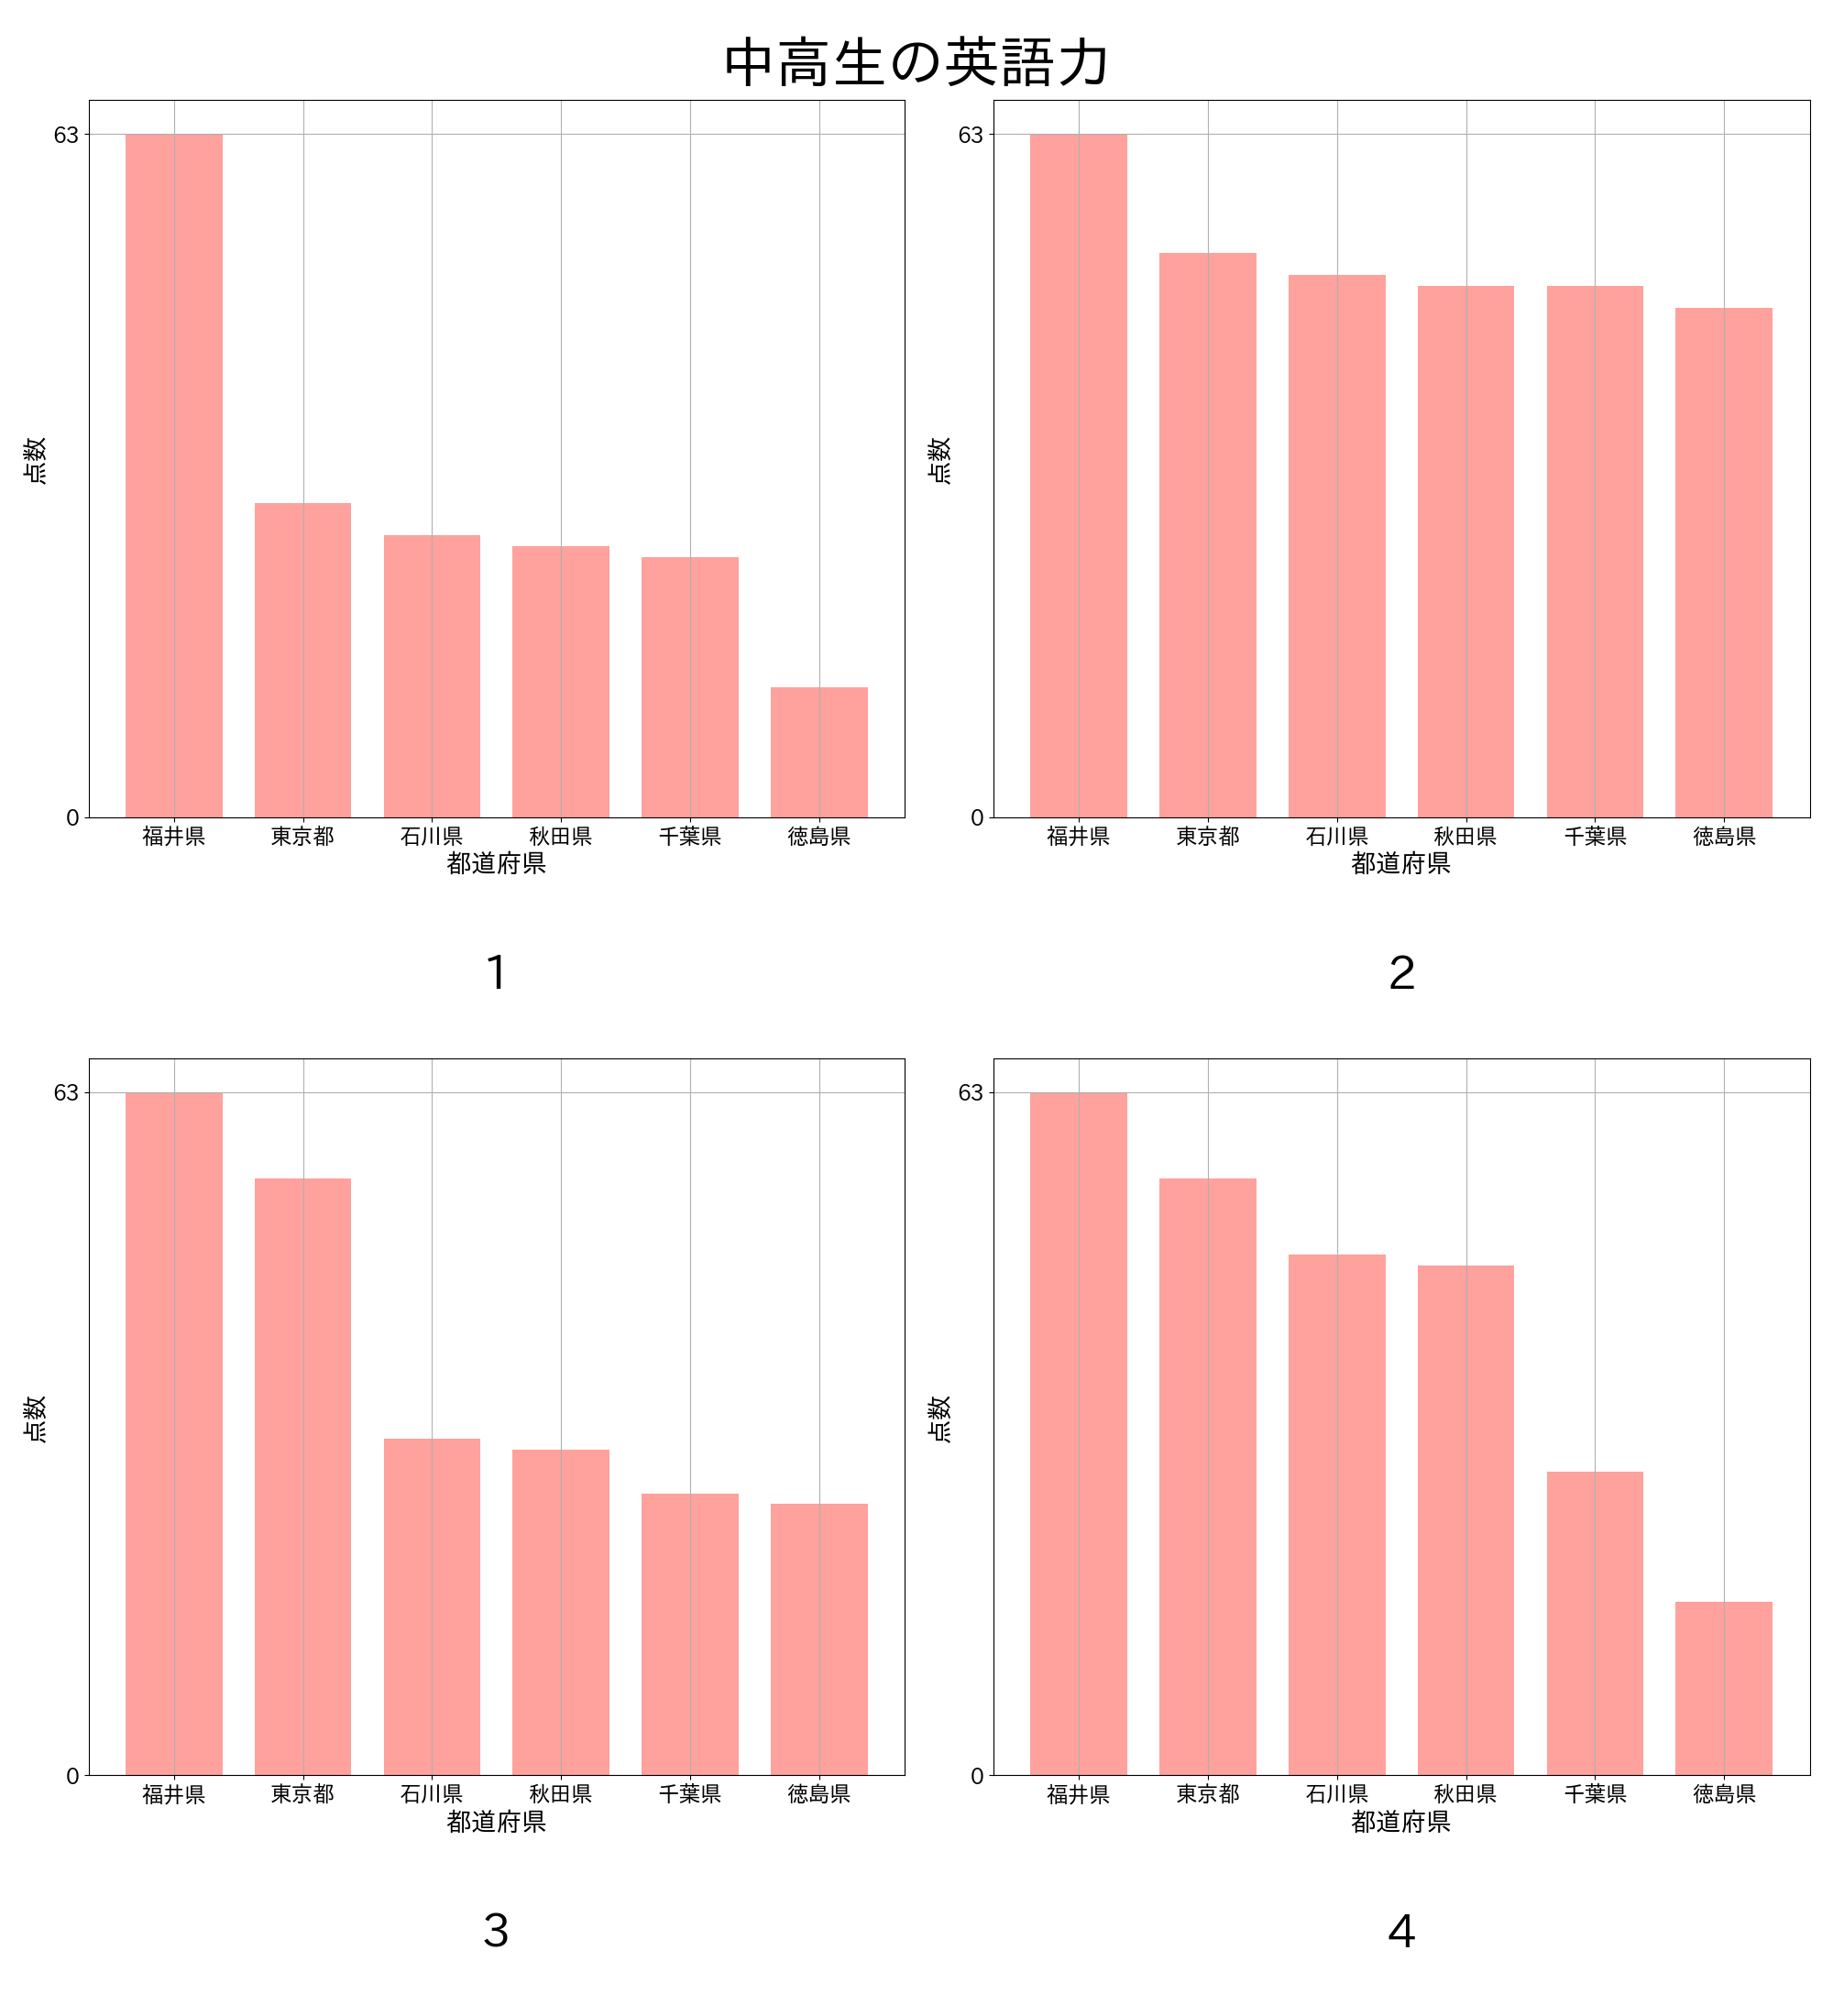 中高生の英語力
63
点数
0
福井県 東京都 石川県 秋田県 千葉県 徳島県
都道府県
1
63
点数
0
福井県 東京都 石川県 秋田県 千葉県 徳島県
都道府県
2
63
点数
0
福井県 東京都 石川県 秋田県 千葉県 徳島県
都道府県
3
63
点数
0
福井県 東京都 石川県 秋田県 千葉県 徳島県
都道府県
4